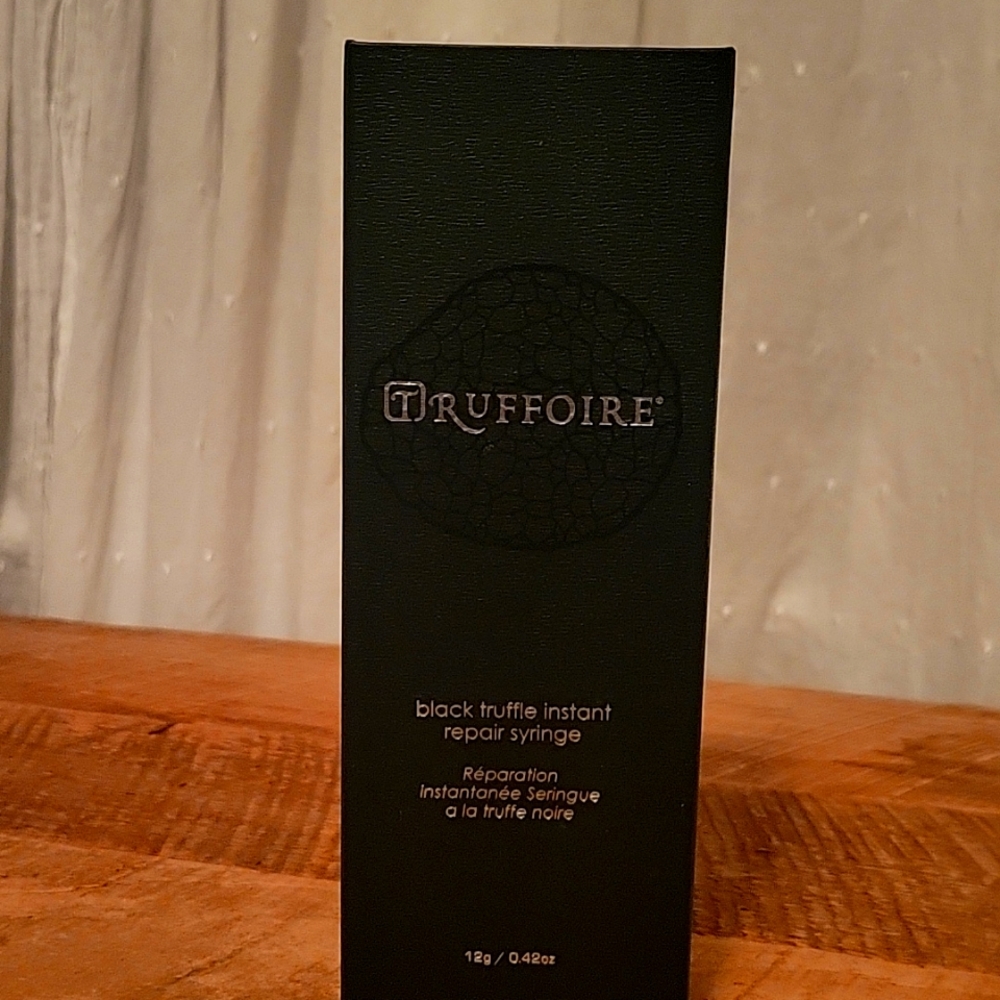 TRUFFOIRE®
black truffle instant
repair syringe
Réparation
instantanée Seringue
a la truffe noire
12g / 0.42oz